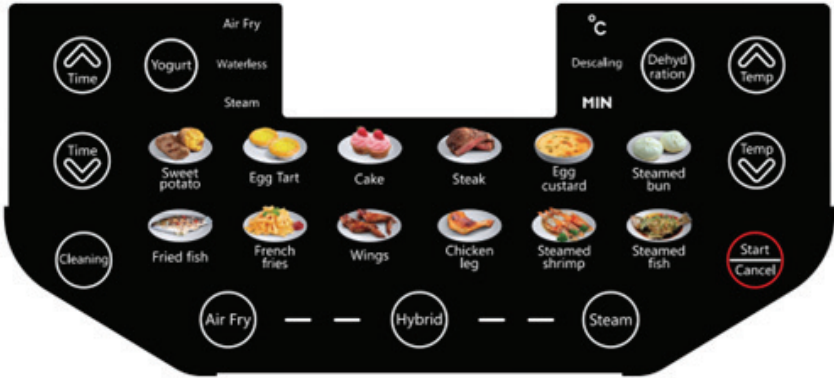 Air Fry
°C
Time
Yogurt
Waterless
Descaling
Dehyd
ration
Temp
Steam
MIN
Time
Temp
Sweet
potato
Egg Tart
Cake
Steak
Egg
custard
Steamed
bun
Cleaning
Fried fish
French
fries
Wings
Chicken
leg
Steamed
shrimp
Steamed
fish
Start
Cancel
Air Fry
Hybrid
Steam